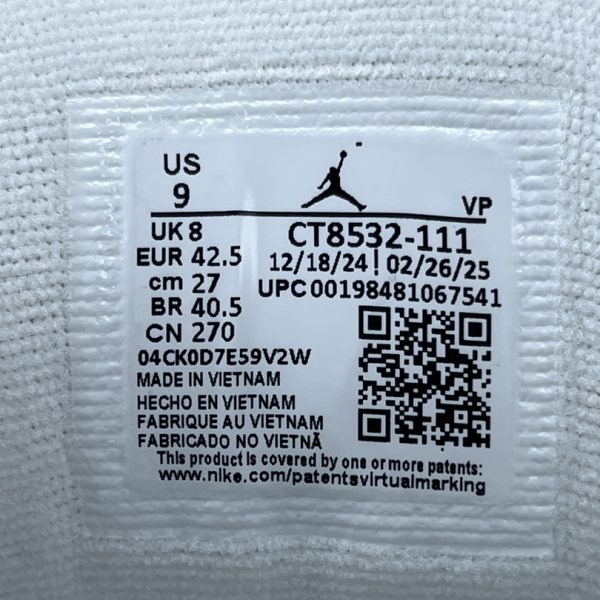 US
9
VP
UK 8
CT8532-111
EUR 42.5
12/18/24 | 02/26/25
cm 27
UPC 00198481067541
BR 40.5
CN 270
04CK0D7E59V2W
MADE IN VIETNAM
HECHO EN VIETNAM
FABRIQUE AU VIETNAM
FABRICADO NO VIETNÃ
This product is covered by one or more patents:
www.nike.com/patentsvirtualmarking